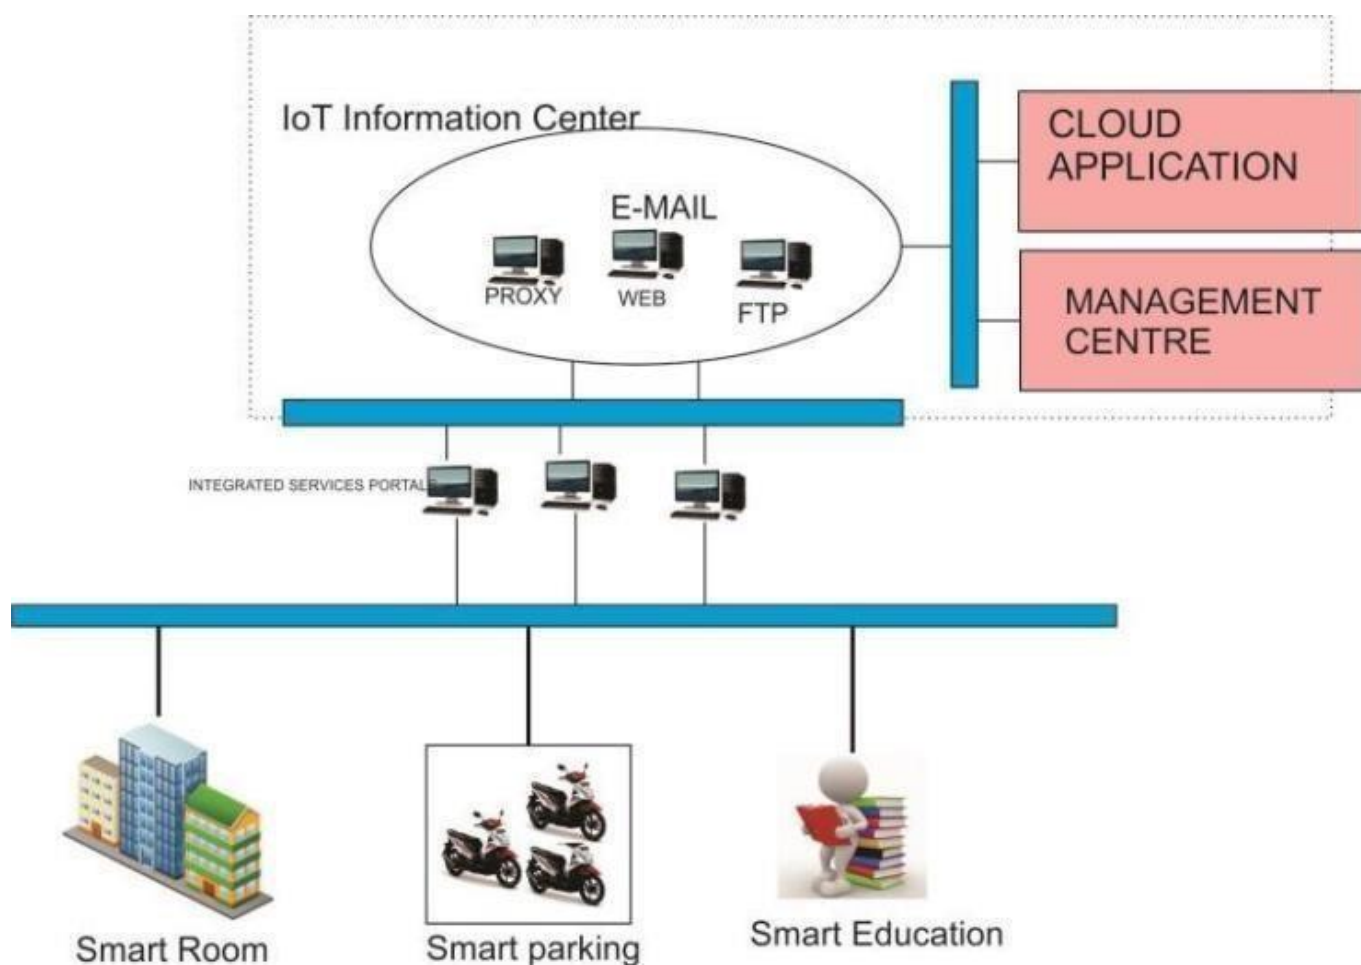 IoT Information Center
CLOUD
APPLICATION
E-MAIL
PROXY
WEB
FTP
MANAGEMENT
CENTRE
INTEGRATED SERVICES PORTAL
Smart Room
Smart parking
Smart Education